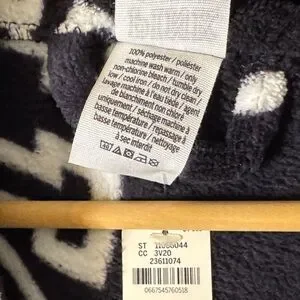 100% polyester / poliéster
machine wash warm / only
non-chlorine bleach / tumble dry
low / cool iron / do not dry clean /
lavage machine à l'eau tiède / agent
de blanchiment non chloré
uniquement / séchage machine à
basse température / repassage à
basse température / nettoyage
à sec interdit
ST 11086044
CC 3V20
23611074
0667545760518